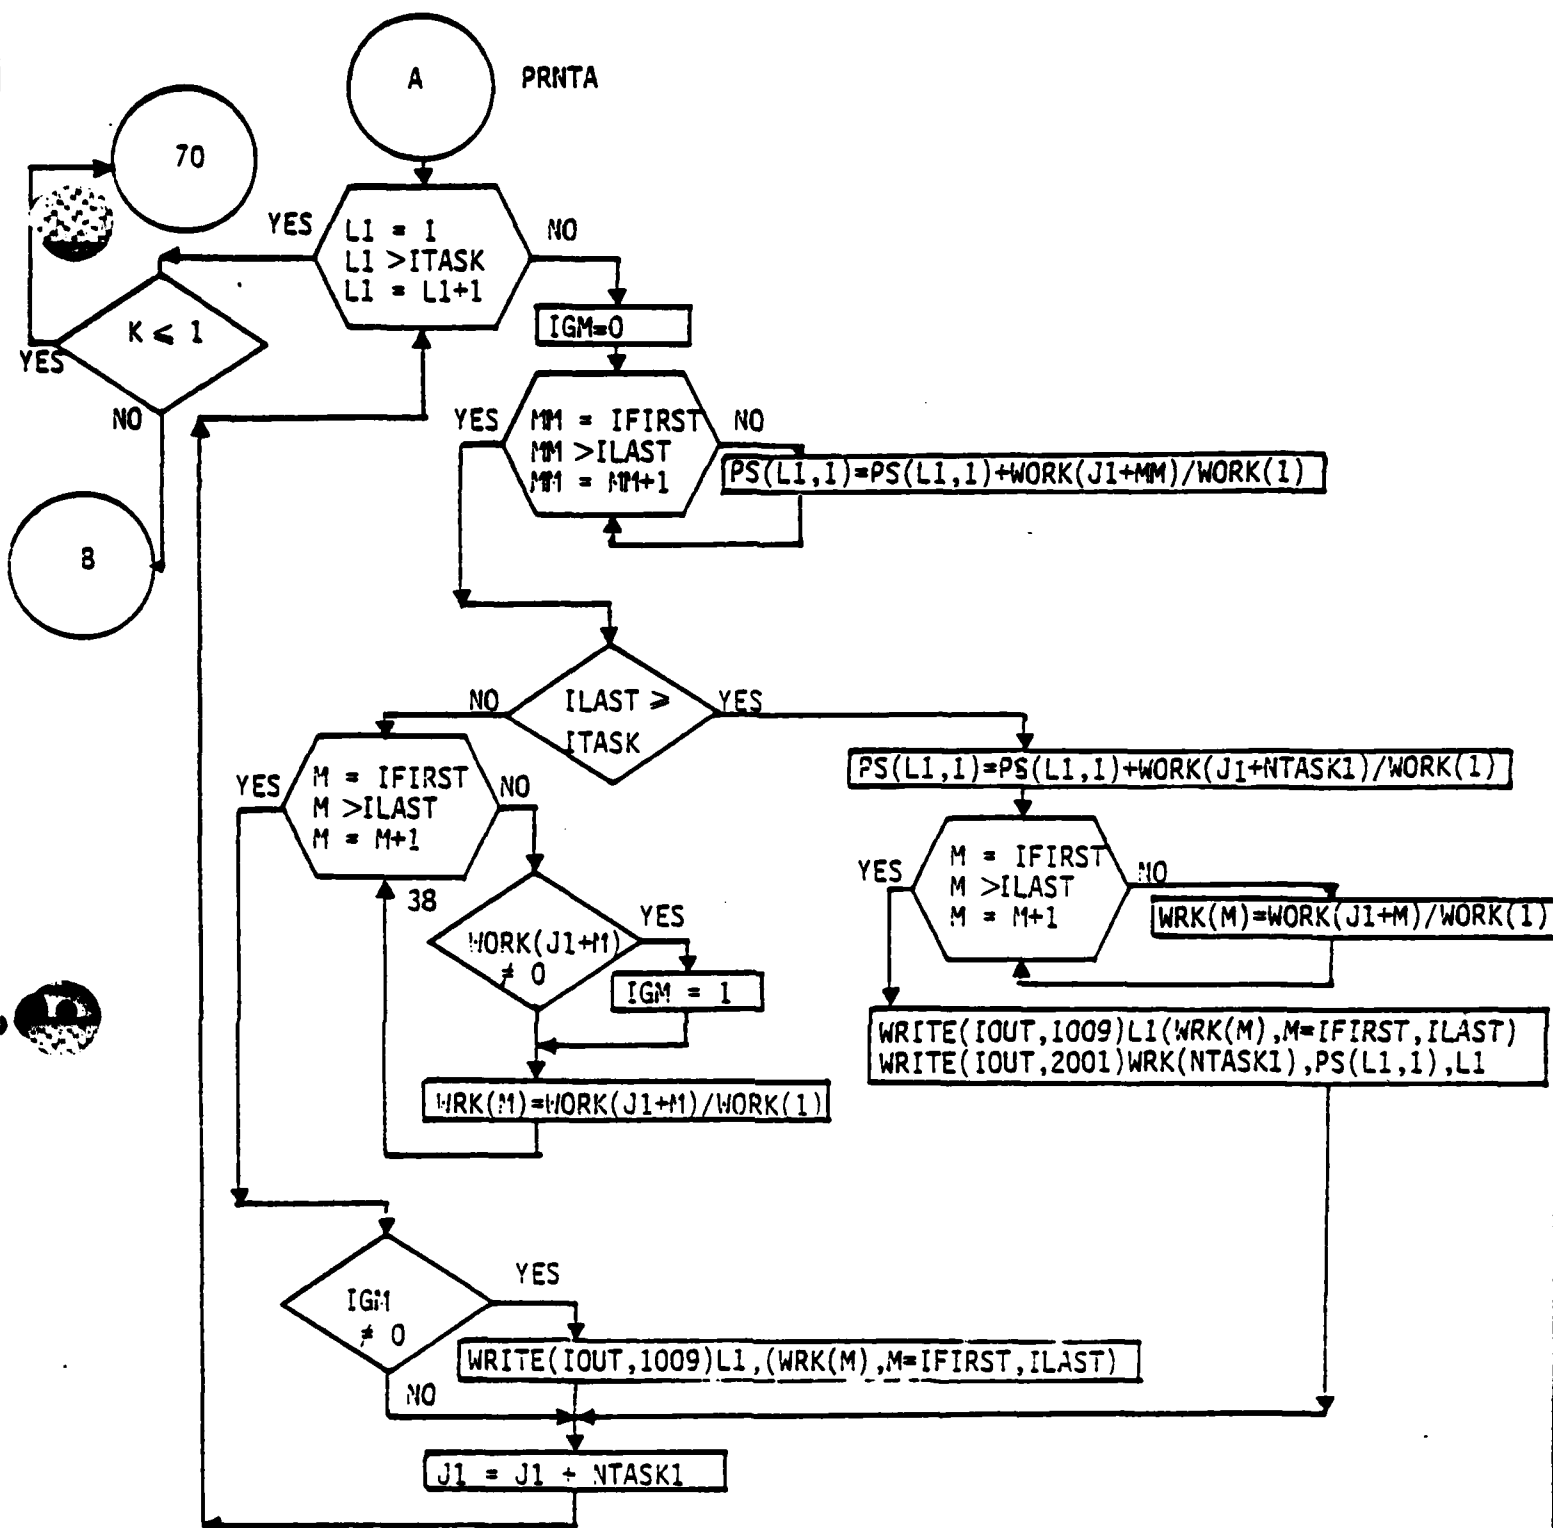 A
PRNTA
70
YES
L1 = 1
L1 >ITASK
L1 = L1+1
NO
K ⩽ 1
YES
NO
IGM=0
YES
MM = IFIRST
MM >ILAST
MM = MM+1
NO
PS(L1,1)=PS(L1,1)+WORK(J1+MM)/WORK(1)
B
NO
ILAST ⩾
ITASK
YES
PS(L1,1)=PS(L1,1)+WORK(J1+NTASK1)/WORK(1)
YES
M = IFIRST
M >ILAST
M = M+1
NO
38
YES
M = IFIRST
M >ILAST
M = M+1
NO
WRK(M)=WORK(J1+M)/WORK(1)
WORK(J1+M)
≠ 0
YES
IGM = 1
WRITE(IOUT,1009)L1(WRK(M),M=IFIRST,ILAST)
WRITE(IOUT,2001)WRK(NTASK1),PS(L1,1),L1
WRK(M)=WORK(J1+M)/WORK(1)
IGM
≠ 0
YES
WRITE(IOUT,1009)L1,(WRK(M),M=IFIRST,ILAST)
NO
J1 = J1 + NTASK1